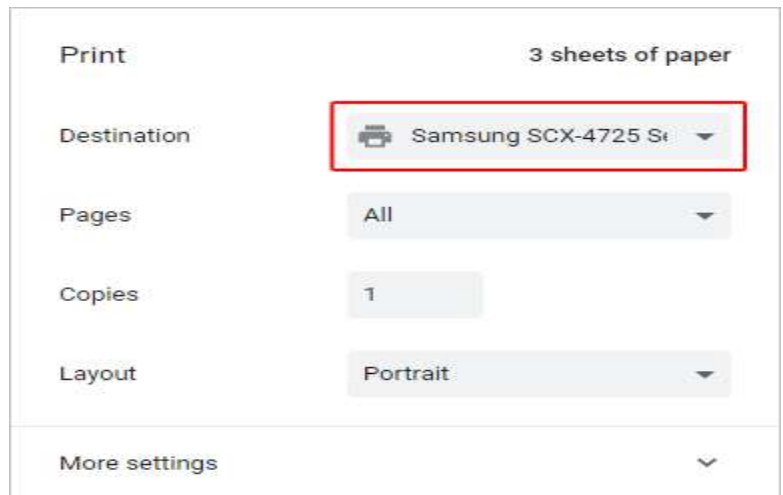 Print 3 sheets of paper
Destination Samsung SCX-4725
Pages All
Copies 1
Layout Portrait
More settings